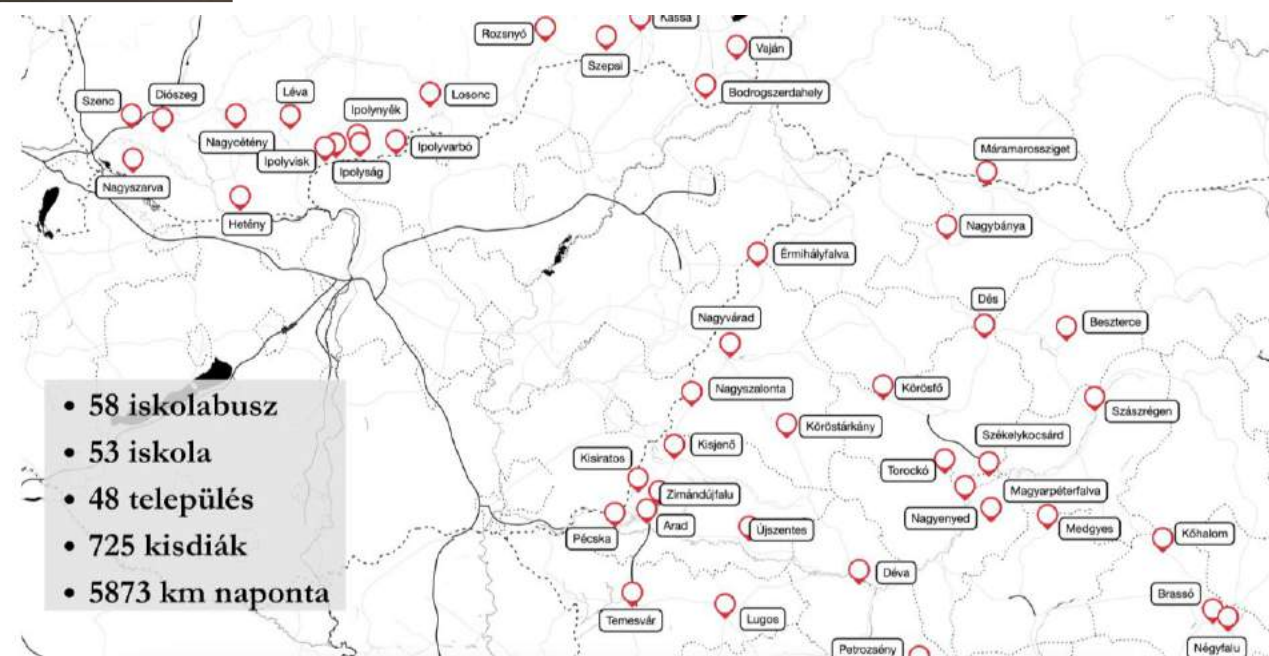 Kassa
Rozsnyó
Vaján
Szepsi
Bodrogszerdahely
Losonc
Léva
Diószeg
Szenc
Ipolynyék
Nagycétény
Ipolyvarbó
Ipolyvisk
Ipolyság
Nagyszarva
Hetény
Máramarossziget
Nagybánya
Érmihályfalva
Dés
Nagyvárad
Beszterce
Nagyszalonta
Körösfő
Szászrégen
Köröstárkány
Székelykocsárd
Kisjenő
Kisiratos
Torockó
Zimándújfalu
Magyarpéterfalva
Nagyenyed
Arad
Újszentes
Medgyes
Pécska
Kőhalom
Déva
Brassó
Temesvár
Lugos
Petrozsény
Négyfalu
• 58 iskolabusz
• 53 iskola
• 48 település
• 725 kisdiák
• 5873 km naponta